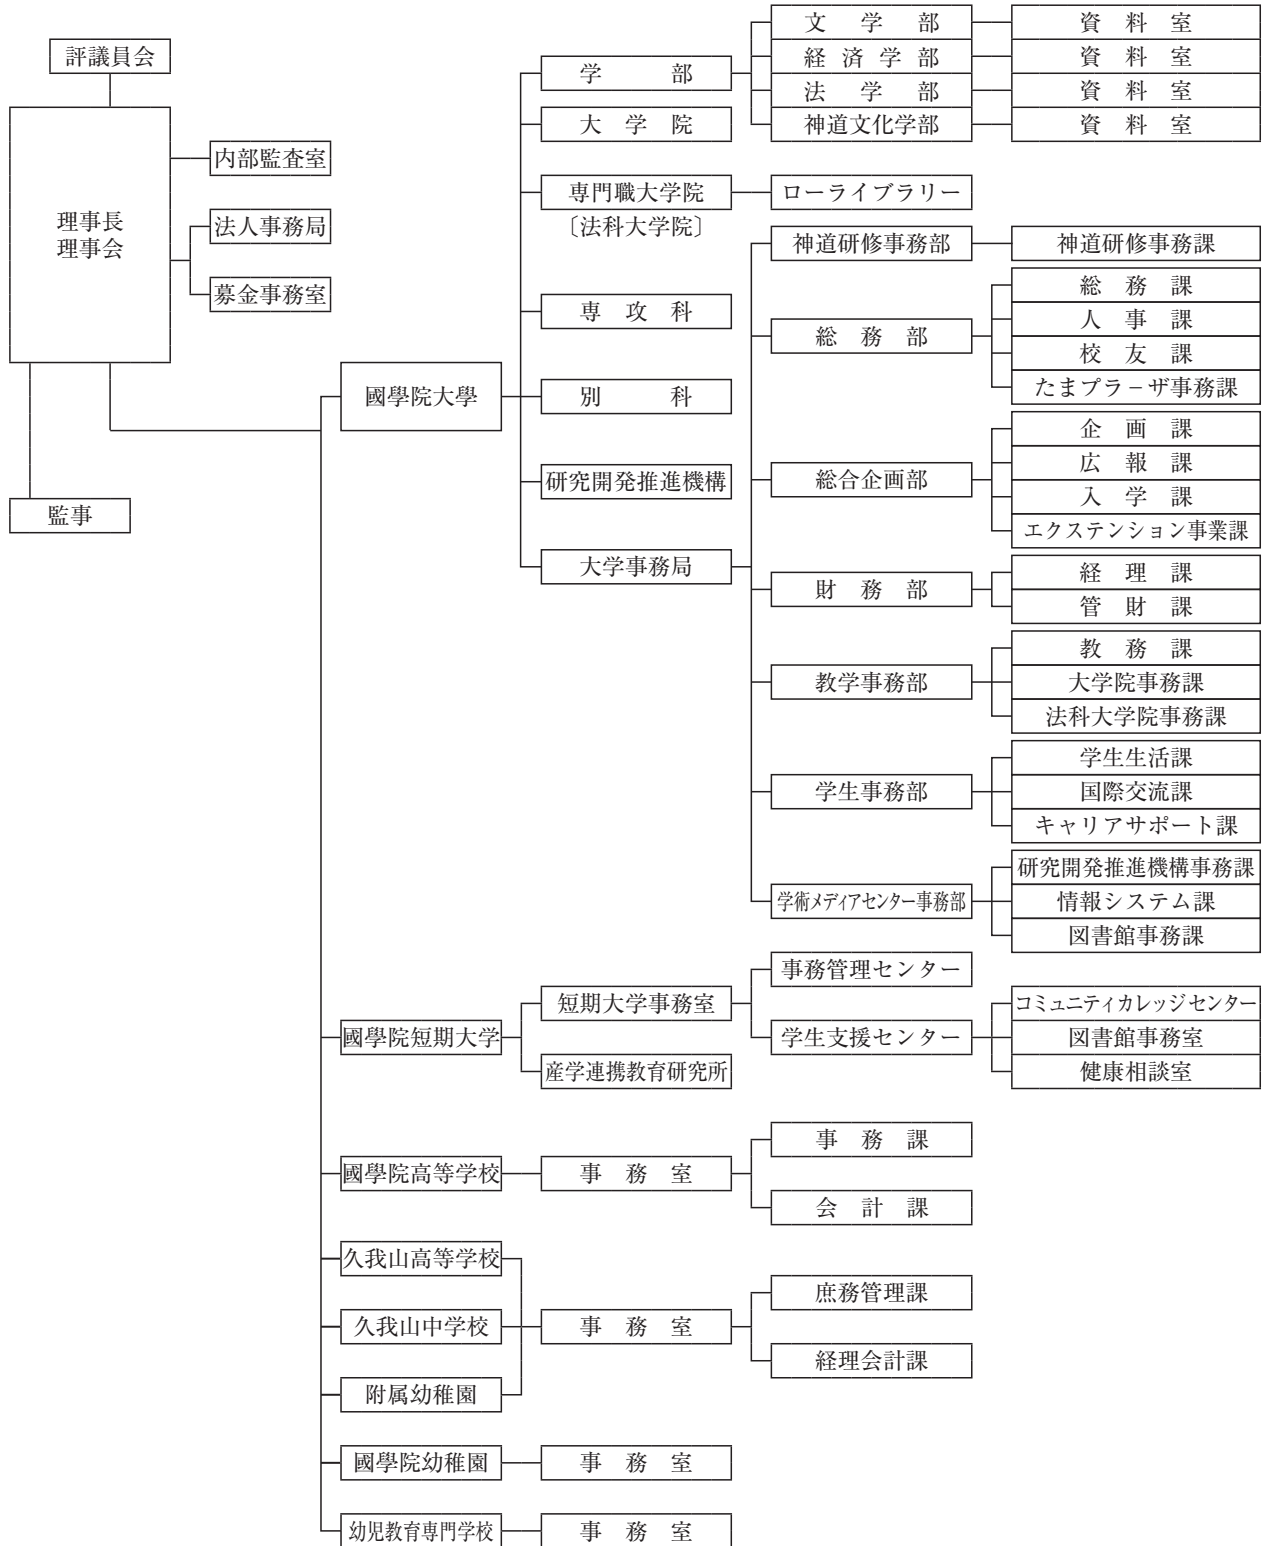 評議員会
理事長
理事会
内部監査室
法人事務局
募金事務室
監事
國學院大學
学部
文学部
資料室
経済学部
資料室
法学部
資料室
神道文化学部
資料室
大学院
専門職大学院
〔法科大学院〕
ローライブラリー
専攻科
別科
研究開発推進機構
大学事務局
神道研修事務部
神道研修事務課
総務部
総務課
人事課
校友課
たまプラーザ事務課
総合企画部
企画課
広報課
入学課
エクステンション事業課
財務部
経理課
管財課
教学事務部
教務課
大学院事務課
法科大学院事務課
学生事務部
学生生活課
国際交流課
キャリアサポート課
学術メディアセンター事務部
研究開発推進機構事務課
情報システム課
図書館事務課
國學院短期大学
短期大学事務室
事務管理センター
学生支援センター
コミュニティカレッジセンター
図書館事務室
健康相談室
産学連携教育研究所
國學院高等学校
事務室
事務課
会計課
久我山高等学校
久我山中学校
附属幼稚園
事務室
庶務管理課
経理会計課
國學院幼稚園
事務室
幼児教育専門学校
事務室